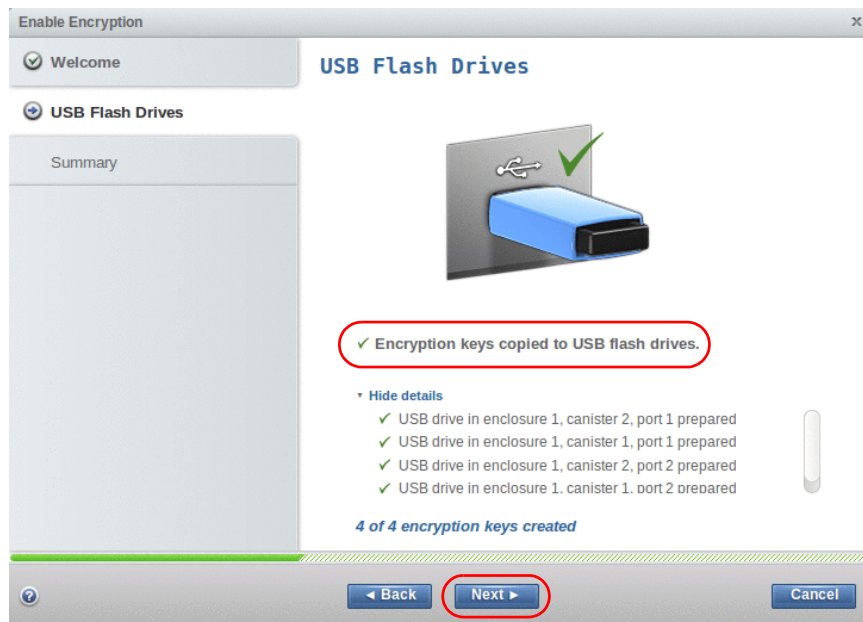 Enable Encryption
x
Welcome
USB Flash Drives
USB Flash Drives
Summary
✓ Encryption keys copied to USB flash drives.
▾ Hide details
✓ USB drive in enclosure 1, canister 2, port 1 prepared
✓ USB drive in enclosure 1, canister 1, port 1 prepared
✓ USB drive in enclosure 1, canister 2, port 2 prepared
✓ USB drive in enclosure 1, canister 1, port 2 prepared
4 of 4 encryption keys created
?
◄ Back
Next ►
Cancel